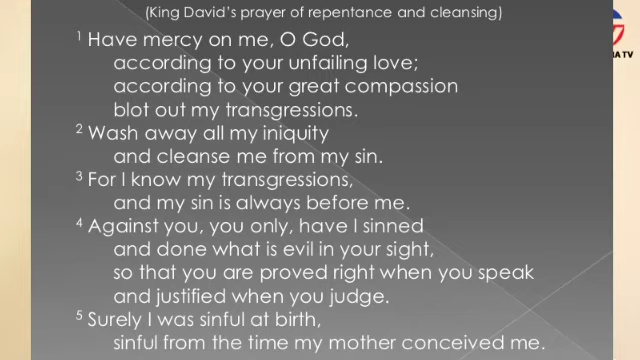 (King David's prayer of repentance and cleansing)
1 Have mercy on me, O God,
according to your unfailing love;
according to your great compassion
blot out my transgressions.
2 Wash away all my iniquity
and cleanse me from my sin.
3 For I know my transgressions,
and my sin is always before me.
4 Against you, you only, have I sinned
and done what is evil in your sight,
so that you are proved right when you speak
and justified when you judge.
5 Surely I was sinful at birth,
sinful from the time my mother conceived me.
TV